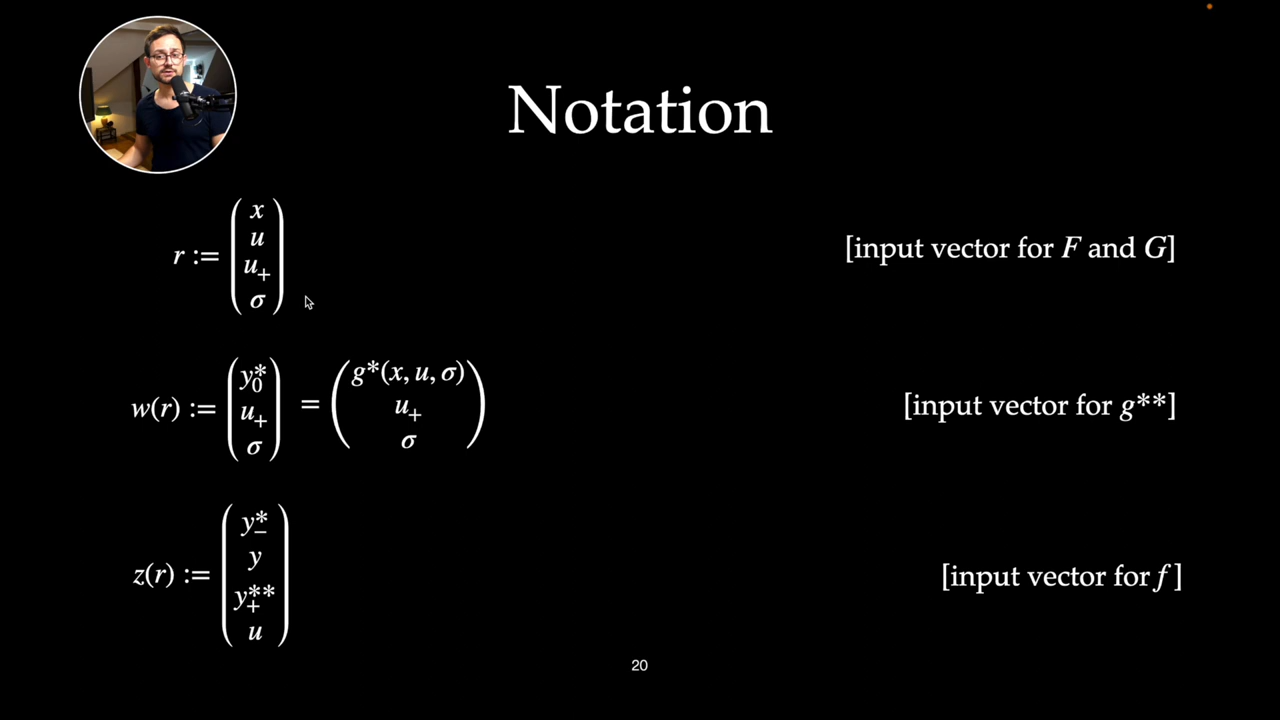 Notation
r := ( x u u₊ σ ) [input vector for F and G]
w(r) := ( y₀* u₊ σ ) = ( g*(x, u, σ) u₊ σ ) [input vector for g**]
z(r) := ( y₋* y y₊** u ) [input vector for f ]
20